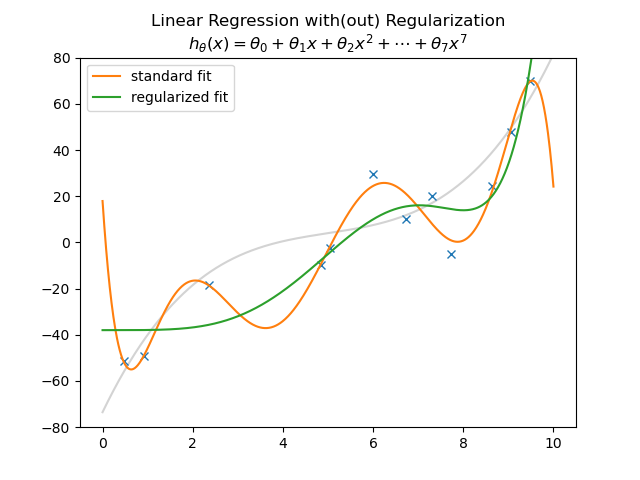 Linear Regression with(out) Regularization
h_θ(x) = θ₀ + θ₁x + θ₂x² + ⋯ + θ₇x⁷
80
60
40
20
0
−20
−40
−60
−80
standard fit
regularized fit
0 2 4 6 8 10